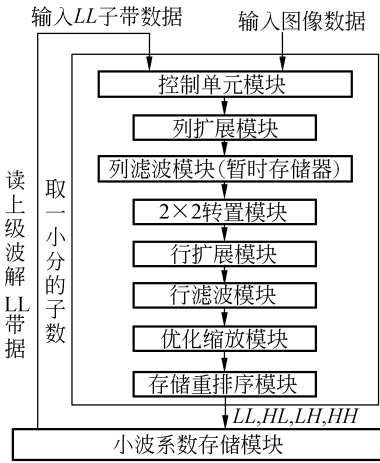 输入LL子带数据
输入图像数据
控制单元模块
列扩展模块
列滤波模块(暂时存储器)
2×2转置模块
行扩展模块
行滤波模块
优化缩放模块
存储重排序模块
读取
上一
级小
波分
解的
LL子
带数
据
LL,HL,LH,HH
小波系数存储模块